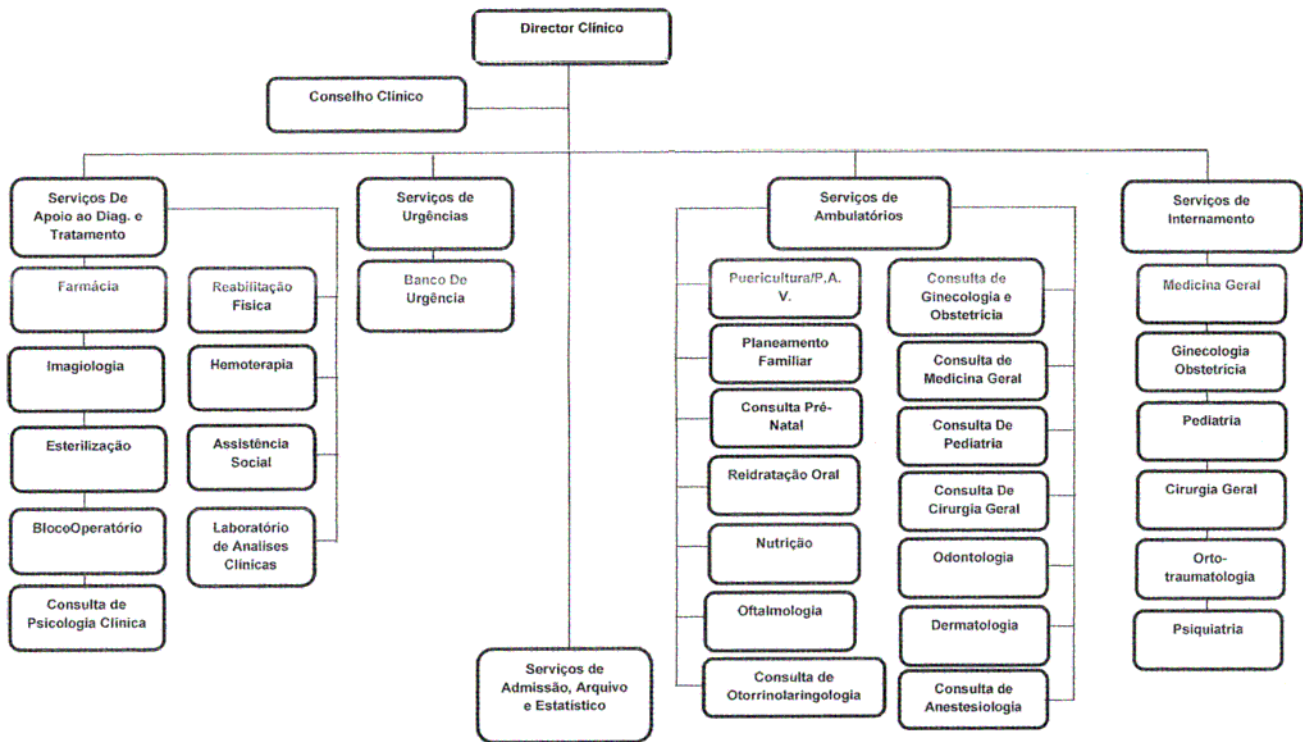 Director Clínico
Conselho Clínico
Serviços De
Apoio ao Diag. e
Tratamento
Farmácia
Imagiologia
Esterilização
BlocoOperatório
Consulta de
Psicologia Clínica
Reabilitação
Física
Hemoterapia
Assistência
Social
Laboratório
de Analises
Clínicas
Serviços de
Urgências
Banco De
Urgência
Serviços de
Admissão, Arquivo
e Estatístico
Serviços de
Ambulatórios
Puericultura/P.A.
V.
Planeamento
Familiar
Consulta Pré-
Natal
Reidratação Oral
Nutrição
Oftalmologia
Consulta de
Otorrinolaringologia
Consulta de
Ginecologia e
Obstetrícia
Consulta de
Medicina Geral
Consulta De
Pediatria
Consulta De
Cirurgia Geral
Odontologia
Dermatologia
Consulta de
Anestesiologia
Serviços de
Internamento
Medicina Geral
Ginecologia
Obstetrícia
Pediatria
Cirurgia Geral
Orto-
traumatologia
Psiquiatria